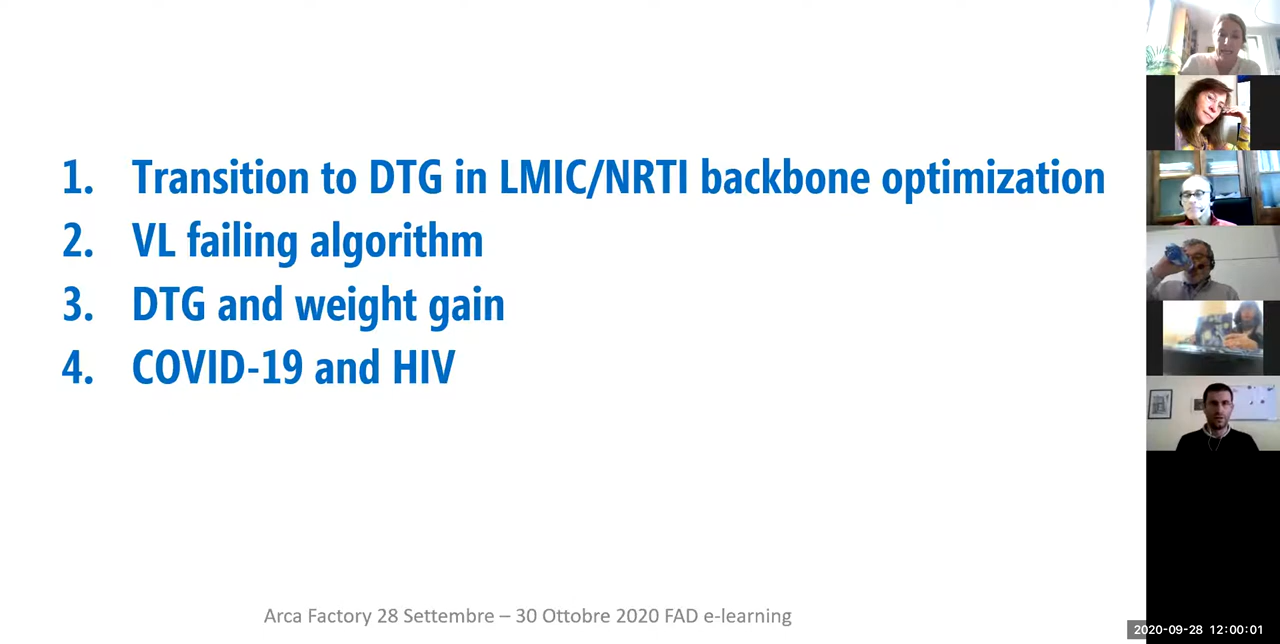 1. Transition to DTG in LMIC/NRTI backbone optimization
2. VL failing algorithm
3. DTG and weight gain
4. COVID-19 and HIV
Arca Factory 28 Settembre – 30 Ottobre 2020 FAD e-learning
2020-09-28 12:00:01